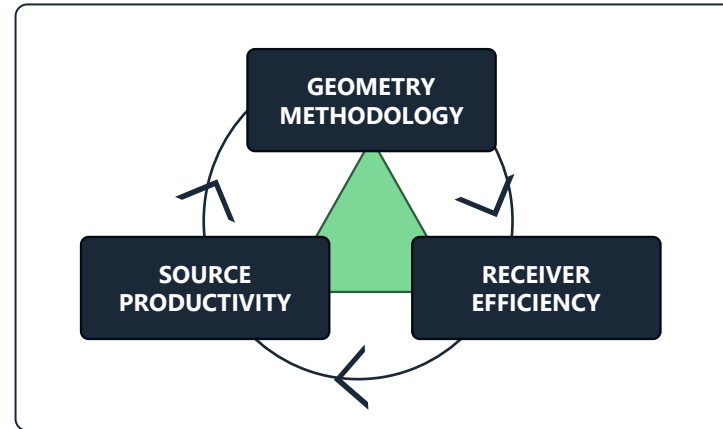 GEOMETRY
METHODOLOGY
SOURCE
PRODUCTIVITY
RECEIVER
EFFICIENCY